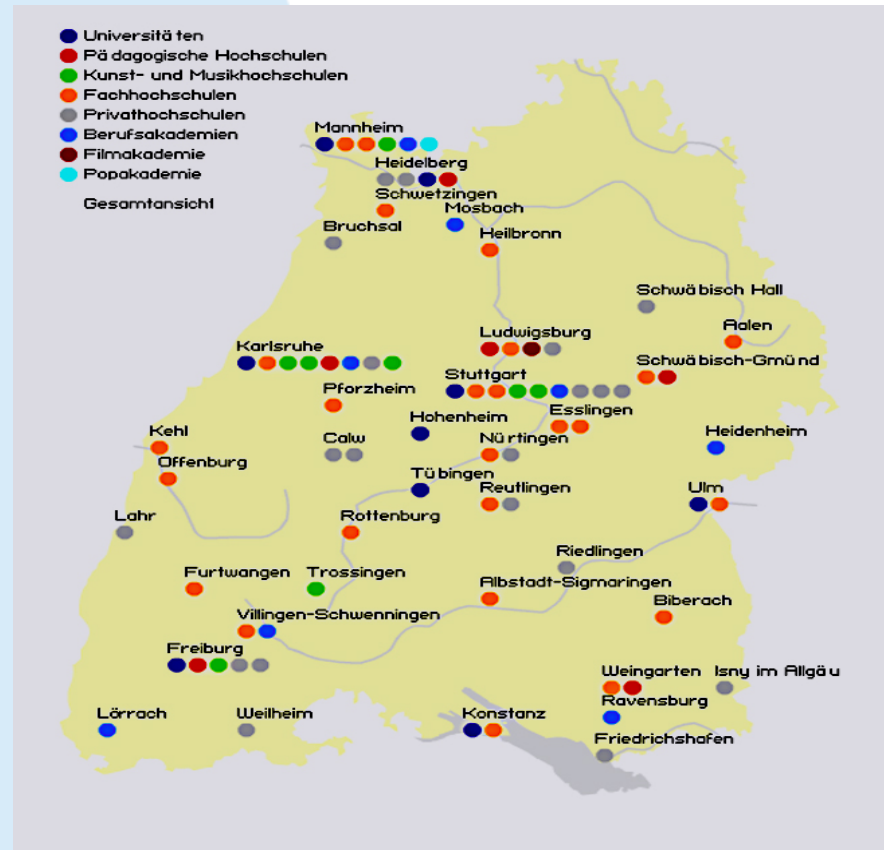 Universitäten
Pädagogische Hochschulen
Kunst- und Musikhochschulen
Fachhochschulen
Privathochschulen
Berufsakademien
Filmakademie
Popakademie
Gesamtansicht
Mannheim
Heidelberg
Schwetzingen
Mosbach
Bruchsal
Heilbronn
Schwäbisch Hall
Aalen
Karlsruhe
Ludwigsburg
Schwäbisch-Gmünd
Stuttgart
Pforzheim
Hohenheim
Esslingen
Kehl
Calw
Nürtingen
Heidenheim
Offenburg
Tübingen
Reutlingen
Ulm
Lahr
Rottenburg
Riedlingen
Furtwangen
Trossingen
Albstadt-Sigmaringen
Biberach
Villingen-Schwenningen
Freiburg
Weingarten
Isny im Allgäu
Ravensburg
Lörrach
Weilheim
Konstanz
Friedrichshafen